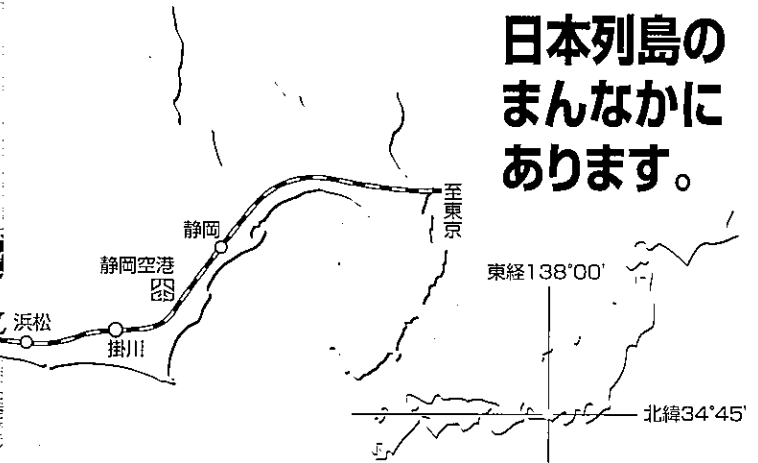 日本列島の
まんなかに
あります。
至東京
静岡
静岡空港
浜松
掛川
東経138°00'
北緯34°45'